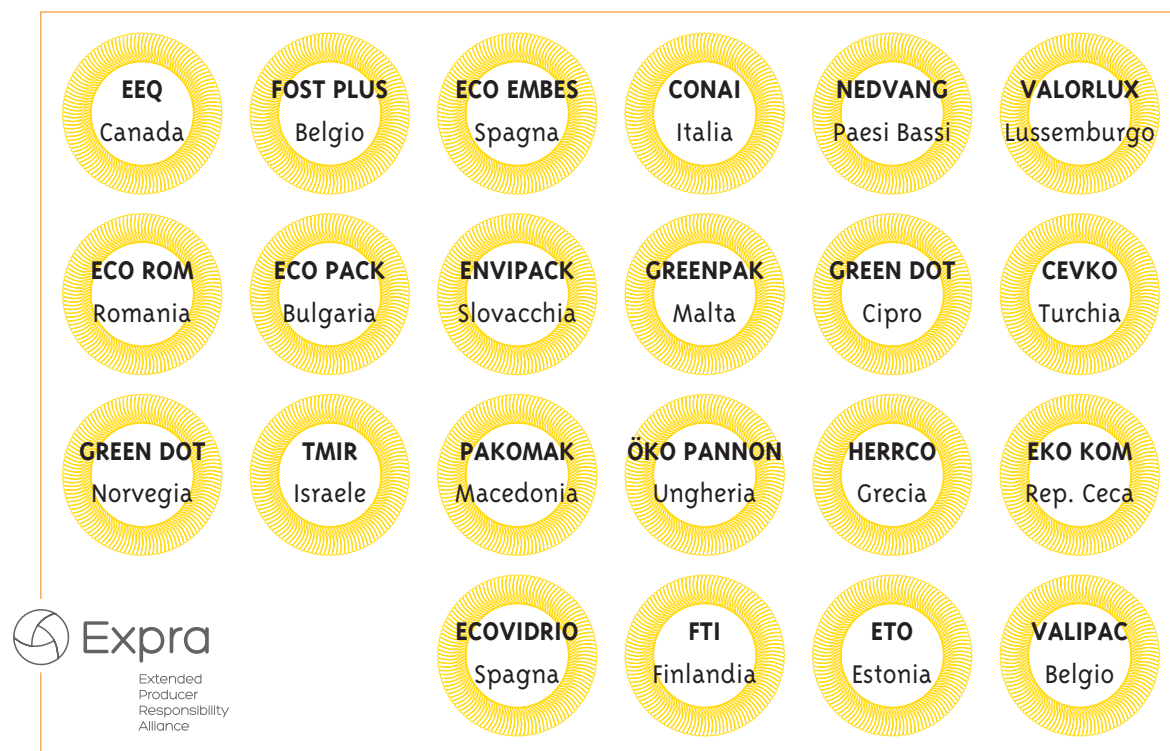 EEQ
Canada
FOST PLUS
Belgio
ECO EMBES
Spagna
CONAI
Italia
NEDVANG
Paesi Bassi
VALORLUX
Lussemburgo
ECO ROM
Romania
ECO PACK
Bulgaria
ENVIPACK
Slovacchia
GREENPAK
Malta
GREEN DOT
Cipro
CEVKO
Turchia
GREEN DOT
Norvegia
TMIR
Israele
PAKOMAK
Macedonia
ÖKO PANNON
Ungheria
HERRCO
Grecia
EKO KOM
Rep. Ceca
ECOVIDRIO
Spagna
FTI
Finlandia
ETO
Estonia
VALIPAC
Belgio
Expra
Extended
Producer
Responsibility
Alliance